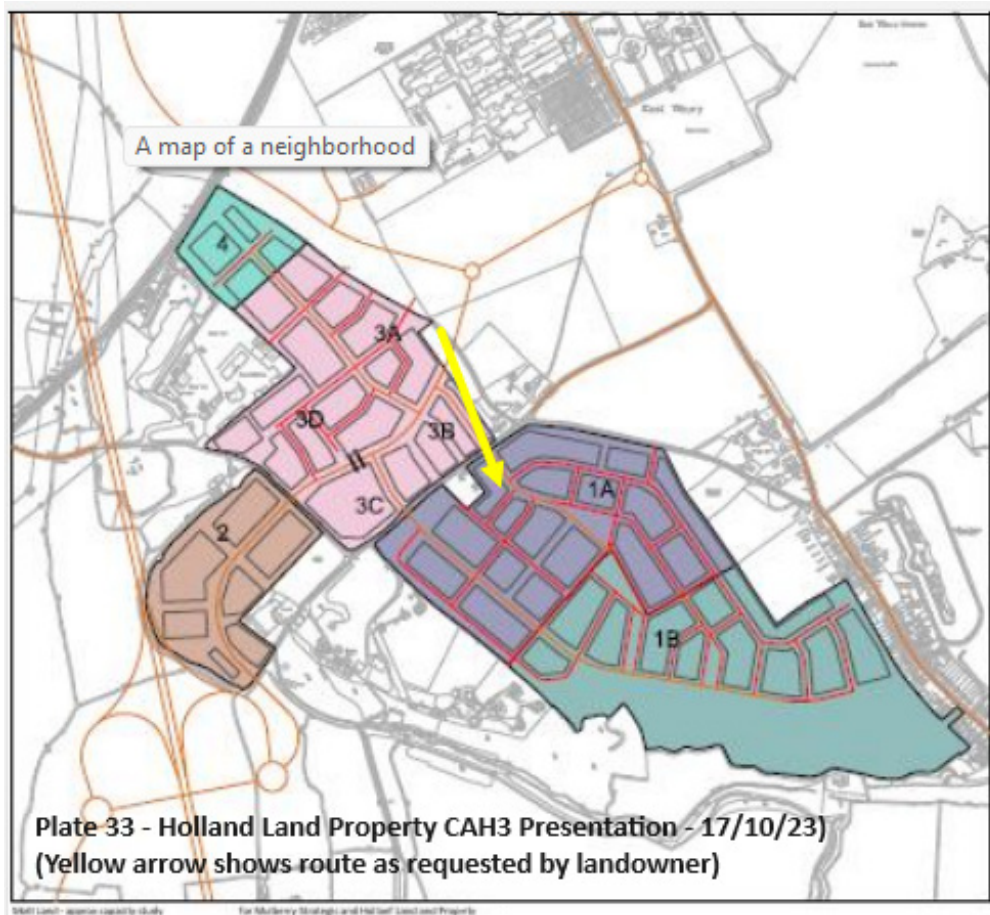 East Tilbury
A map of a neighborhood
4
3A
3D
3B
3C
1A
2
1B
Plate 33 - Holland Land Property CAH3 Presentation - 17/10/23)
(Yellow arrow shows route as requested by landowner)